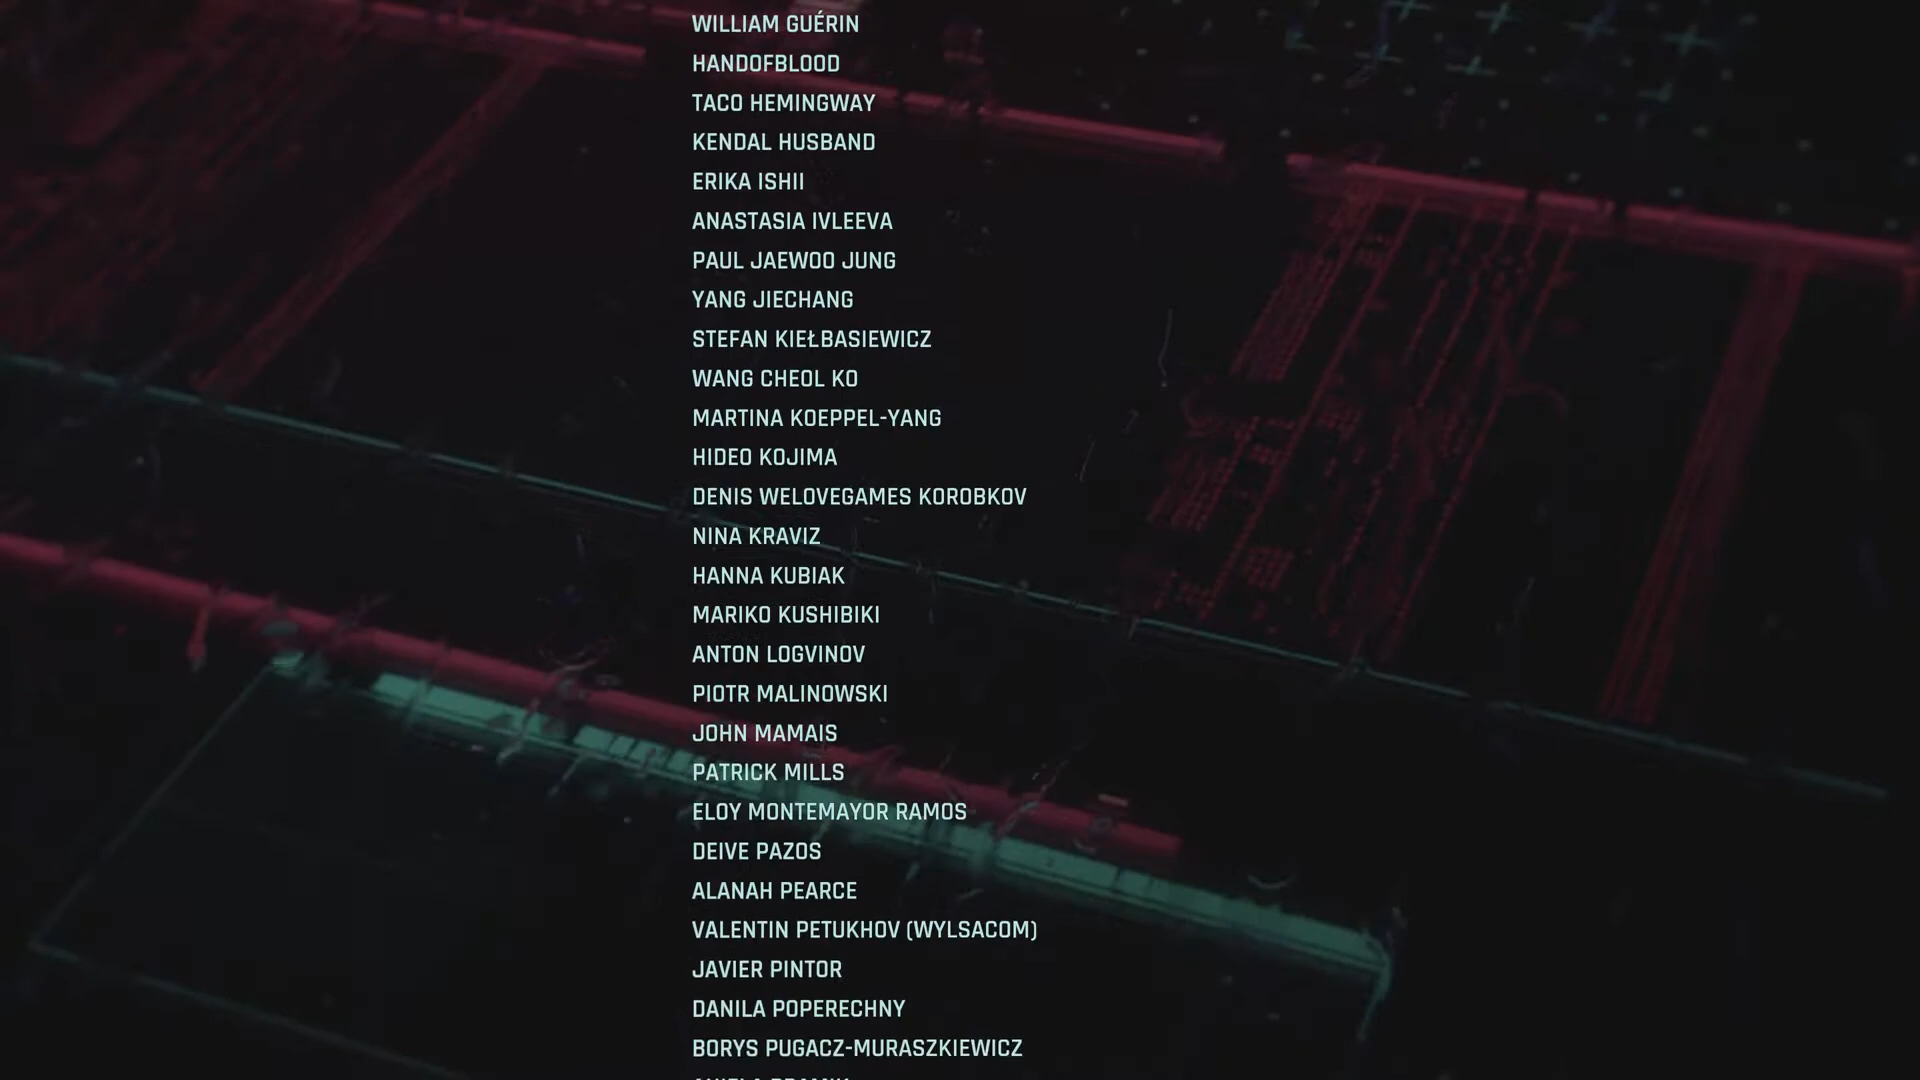 WILLIAM GUÉRIN
HANDOFBLOOD
TACO HEMINGWAY
KENDAL HUSBAND
ERIKA ISHII
ANASTASIA IVLEEVA
PAUL JAEWOO JUNG
YANG JIECHANG
STEFAN KIEŁBASIEWICZ
WANG CHEOL KO
MARTINA KOEPPEL-YANG
HIDEO KOJIMA
DENIS WELOVEGAMES KOROBKOV
NINA KRAVIZ
HANNA KUBIAK
MARIKO KUSHIBIKI
ANTON LOGVINOV
PIOTR MALINOWSKI
JOHN MAMAIS
PATRICK MILLS
ELOY MONTEMAYOR RAMOS
DEIVE PAZOS
ALANAH PEARCE
VALENTIN PETUKHOV (WYLSACOM)
JAVIER PINTOR
DANILA POPERECHNY
BORYS PUGACZ-MURASZKIEWICZ